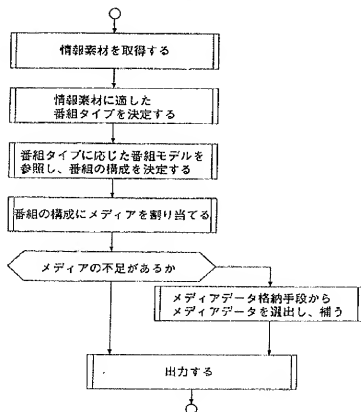 情報素材を取得する
情報素材に適した
番組タイプを決定する
番組タイプに応じた番組モデルを
参照し、番組の構成を決定する
番組の構成にメディアを割り当てる
メディアの不足があるか
メディアデータ格納手段から
メディアデータを選出し、補う
出力する